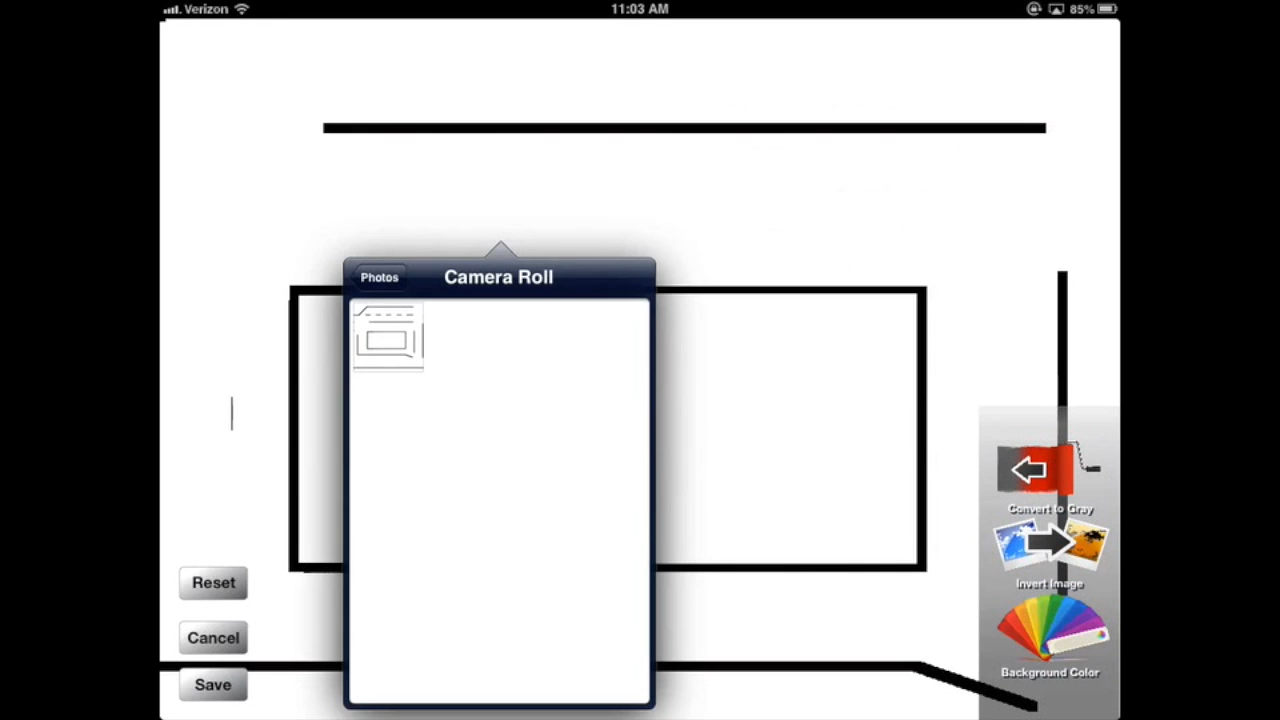 Verizon
11:03 AM
85%
Photos
Camera Roll
Convert to Gray
Reset
Invert Image
Cancel
Background Color
Save